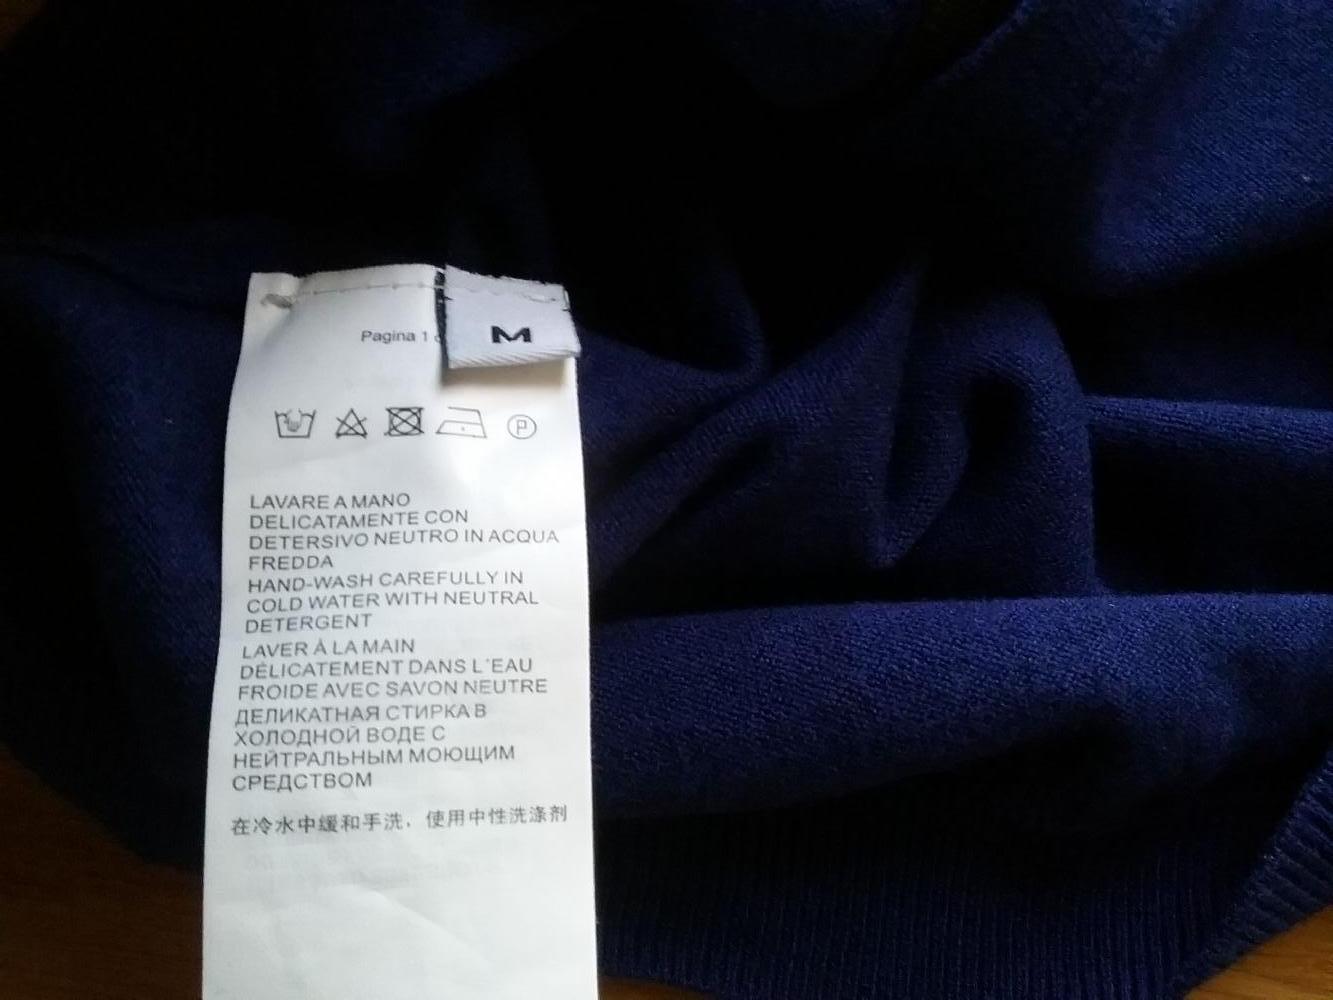 Pagina 1
M
P
LAVARE A MANO
DELICATAMENTE CON
DETERSIVO NEUTRO IN ACQUA
FREDDA
HAND-WASH CAREFULLY IN
COLD WATER WITH NEUTRAL
DETERGENT
LAVER À LA MAIN
DÉLICATEMENT DANS L'EAU
FROIDE AVEC SAVON NEUTRE
ДЕЛИКАТНАЯ СТИРКА В
ХОЛОДНОЙ ВОДЕ С
НЕЙТРАЛЬНЫМ МОЮЩИМ
СРЕДСТВОМ
在冷水中缓和手洗，使用中性洗涤剂